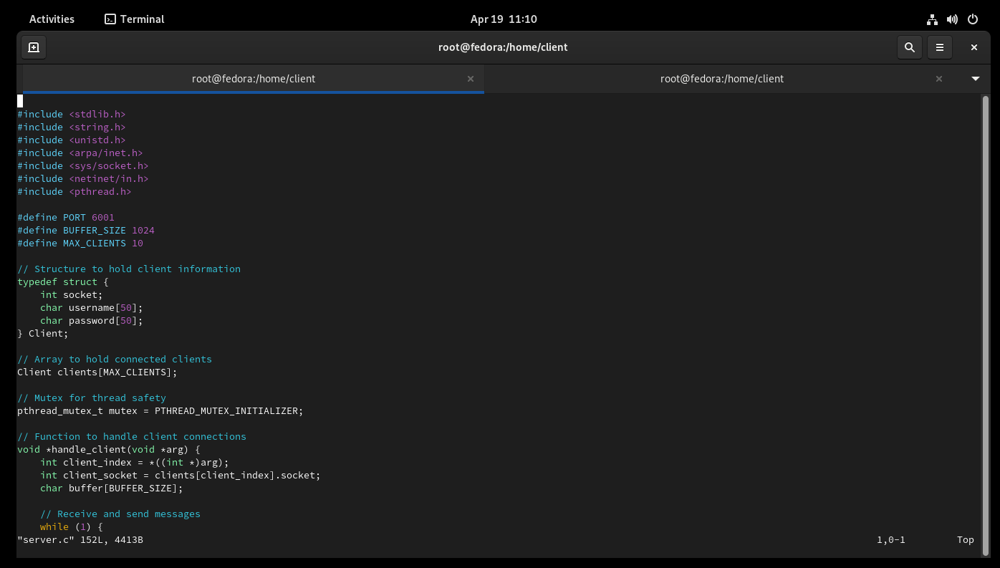 Activities Terminal Apr 19 11:10
root@fedora:/home/client
root@fedora:/home/client root@fedora:/home/client
#include <stdlib.h>
#include <string.h>
#include <unistd.h>
#include <arpa/inet.h>
#include <sys/socket.h>
#include <netinet/in.h>
#include <pthread.h>
#define PORT 6001
#define BUFFER_SIZE 1024
#define MAX_CLIENTS 10
// Structure to hold client information
typedef struct {
    int socket;
    char username[50];
    char password[50];
} Client;
// Array to hold connected clients
Client clients[MAX_CLIENTS];
// Mutex for thread safety
pthread_mutex_t mutex = PTHREAD_MUTEX_INITIALIZER;
// Function to handle client connections
void *handle_client(void *arg) {
    int client_index = *((int *)arg);
    int client_socket = clients[client_index].socket;
    char buffer[BUFFER_SIZE];
    // Receive and send messages
    while (1) {
"server.c" 152L, 4413B 1,0-1 Top